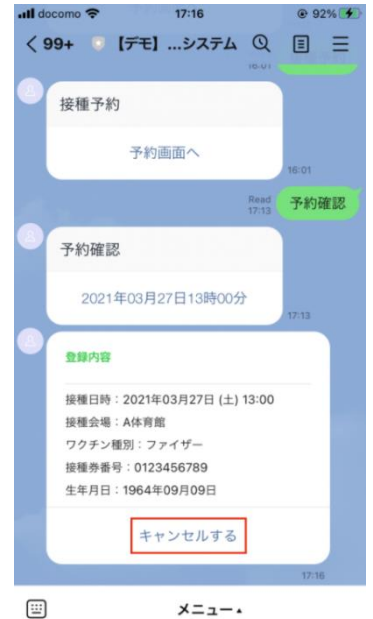 docomo 17:16 92%
99+ 【デモ】...システム
16:01
接種予約
予約画面へ
16:01
Read
17:13
予約確認
予約確認
2021年03月27日13時00分
17:13
登録内容
接種日時：2021年03月27日 (土) 13:00
接種会場：A体育館
ワクチン種別：ファイザー
接種券番号：0123456789
生年月日：1964年09月09日
キャンセルする
17:16
メニュー▲